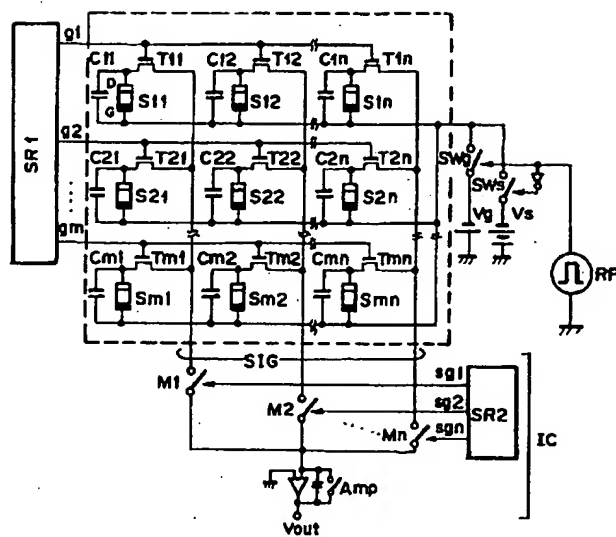 g1
C11 T11 C12 T12 C1n T1n
D
G
S11 S12 S1n
SR1
g2
C21 T21 C22 T22 C2n T2n
S21 S22 S2n
SWg
SWs
Vg Vs
gm
Cm1 Tm1 Cm2 Tm2 Cmn Tmn
Sm1 Sm2 Smn
RF
SIG
M1 sg1
M2 sg2
Mn sgn
SR2
IC
Amp
Vout